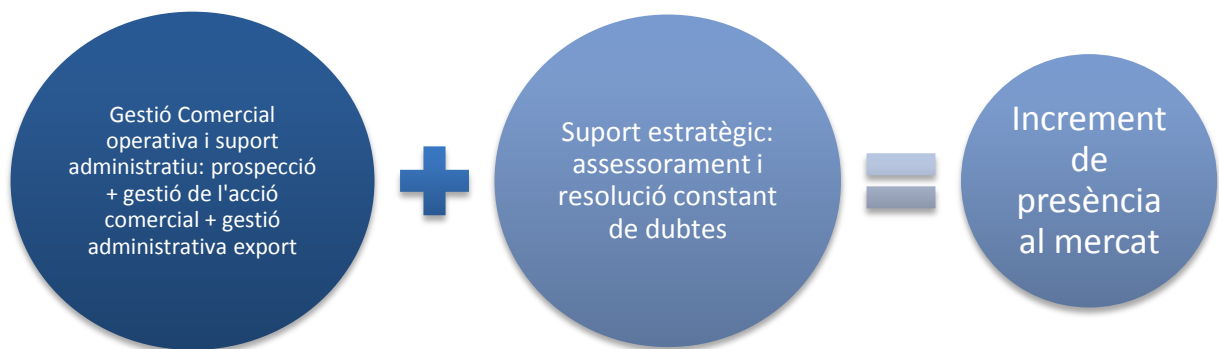 Gestió Comercial
operativa i suport
administratiu: prospecció
+ gestió de l'acció
comercial + gestió
administrativa export
Suport estratègic:
assessorament i
resolució constant
de dubtes
Increment
de
presència
al mercat